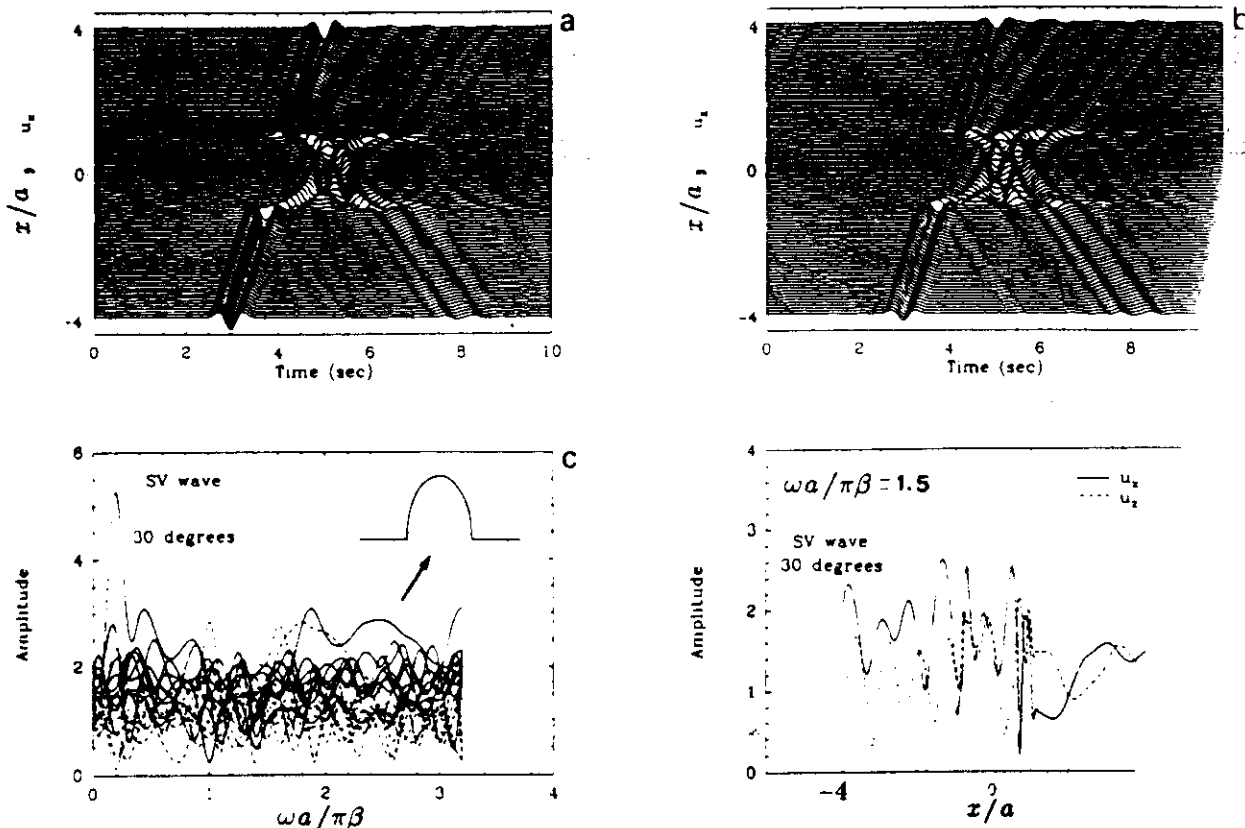 a
4
0
-4
x/a , u_x
0 2 4 6 8 10
Time (sec)
b
4
0
-4
x/a , u_x
0 2 4 6 8
Time (sec)
c
SV wave
30 degrees
6
4
2
0
Amplitude
0 1 2 3 4
ωa/πβ
ωa/πβ = 1.5
u_x
u_z
SV wave
30 degrees
4
3
2
1
0
Amplitude
-4 0
x/a